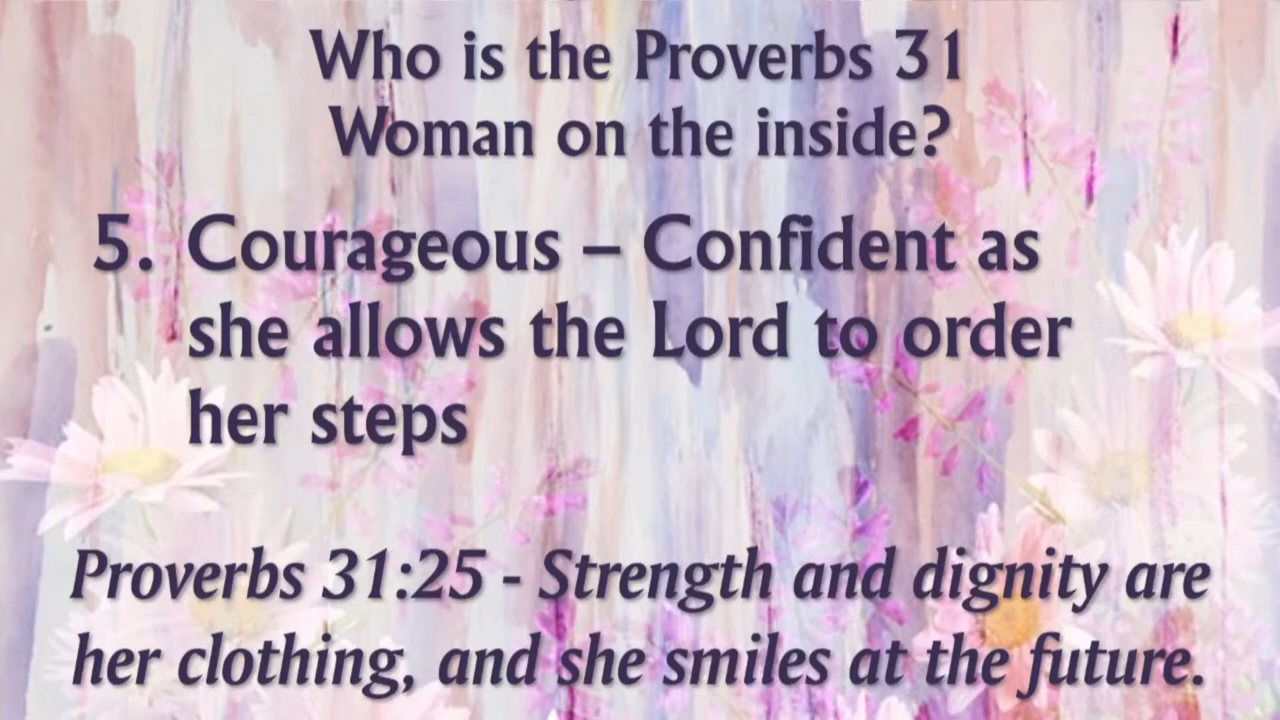 Who is the Proverbs 31
Woman on the inside?
5. Courageous – Confident as
she allows the Lord to order
her steps
Proverbs 31:25 - Strength and dignity are
her clothing, and she smiles at the future.